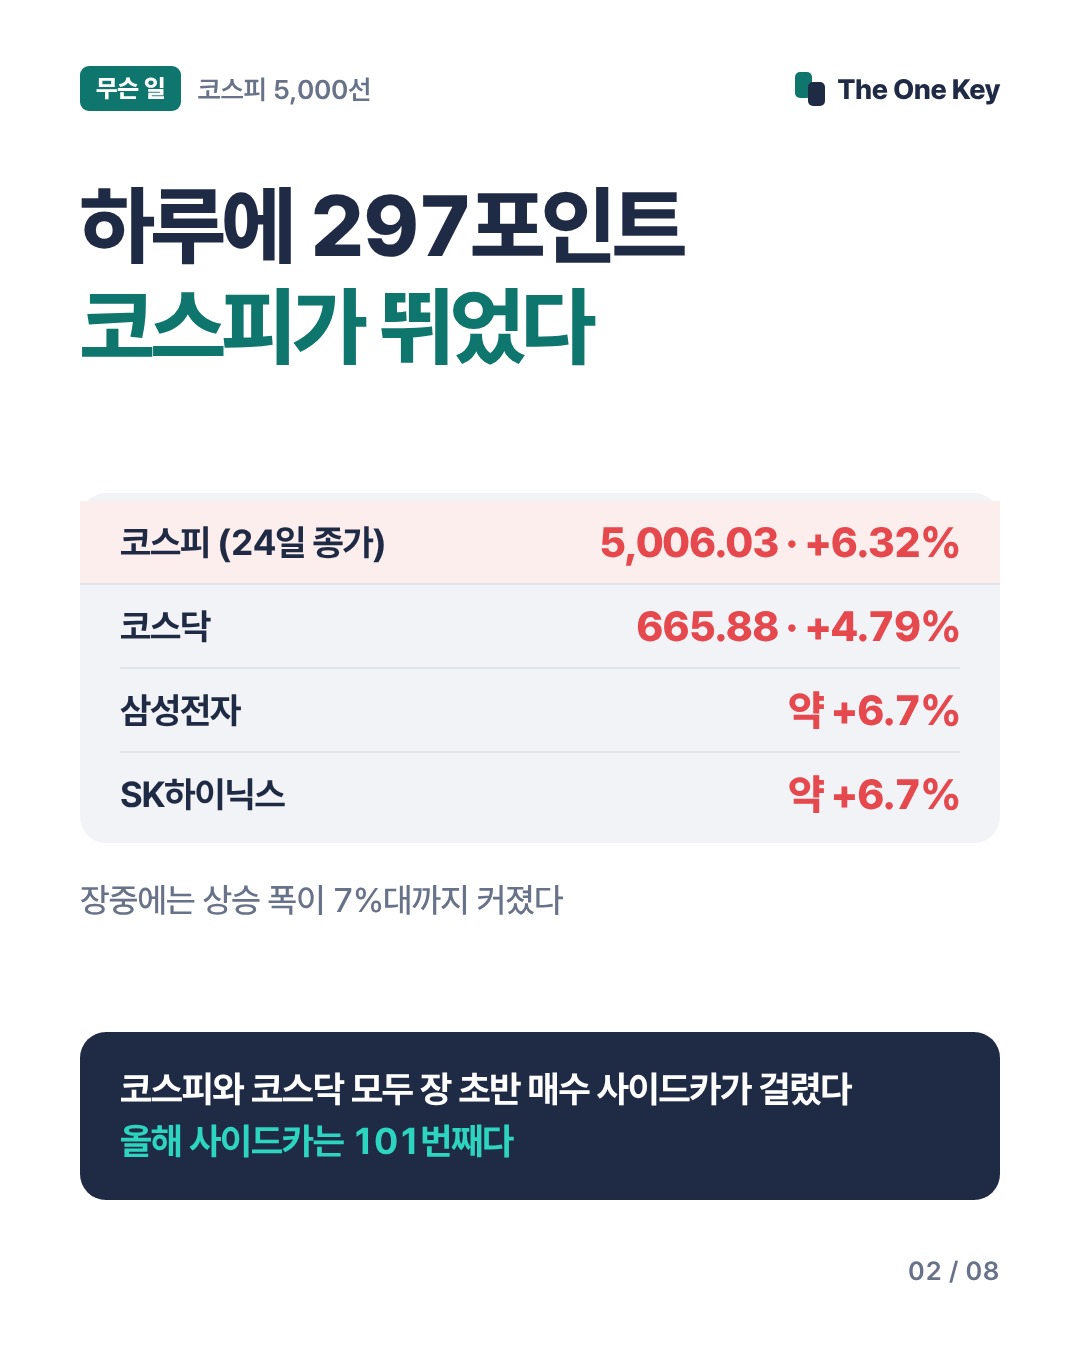 무슨 일 코스피 5,000선 The One Key
하루에 297포인트
코스피가 뛰었다
코스피 (24일 종가) 5,006.03 · +6.32%
코스닥 665.88 · +4.79%
삼성전자 약 +6.7%
SK하이닉스 약 +6.7%
장중에는 상승 폭이 7%대까지 커졌다
코스피와 코스닥 모두 장 초반 매수 사이드카가 걸렸다
올해 사이드카는 101번째다
02 / 08